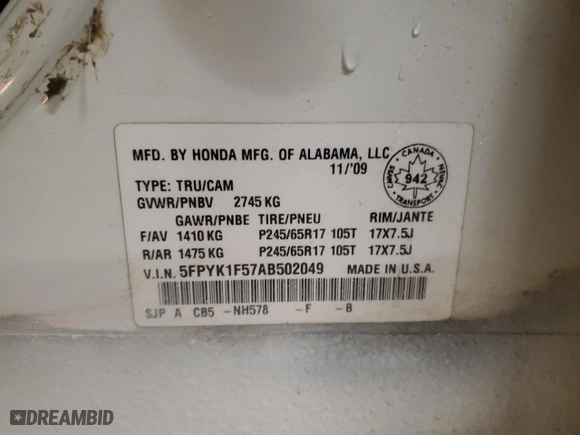 MFD. BY HONDA MFG. OF ALABAMA, LLC
11/'09
CANADA
942
TRANSPORT
TYPE: TRU/CAM
GVWR/PNBV 2745 KG
GAWR/PNBE TIRE/PNEU RIM/JANTE
F/AV 1410 KG P245/65R17 105T 17X7.5J
R/AR 1475 KG P245/65R17 105T 17X7.5J
V.I.N. 5FPYK1F57AB502049 MADE IN U.S.A.
SJP A CB5 -NH578 -F -B
DREAMBID